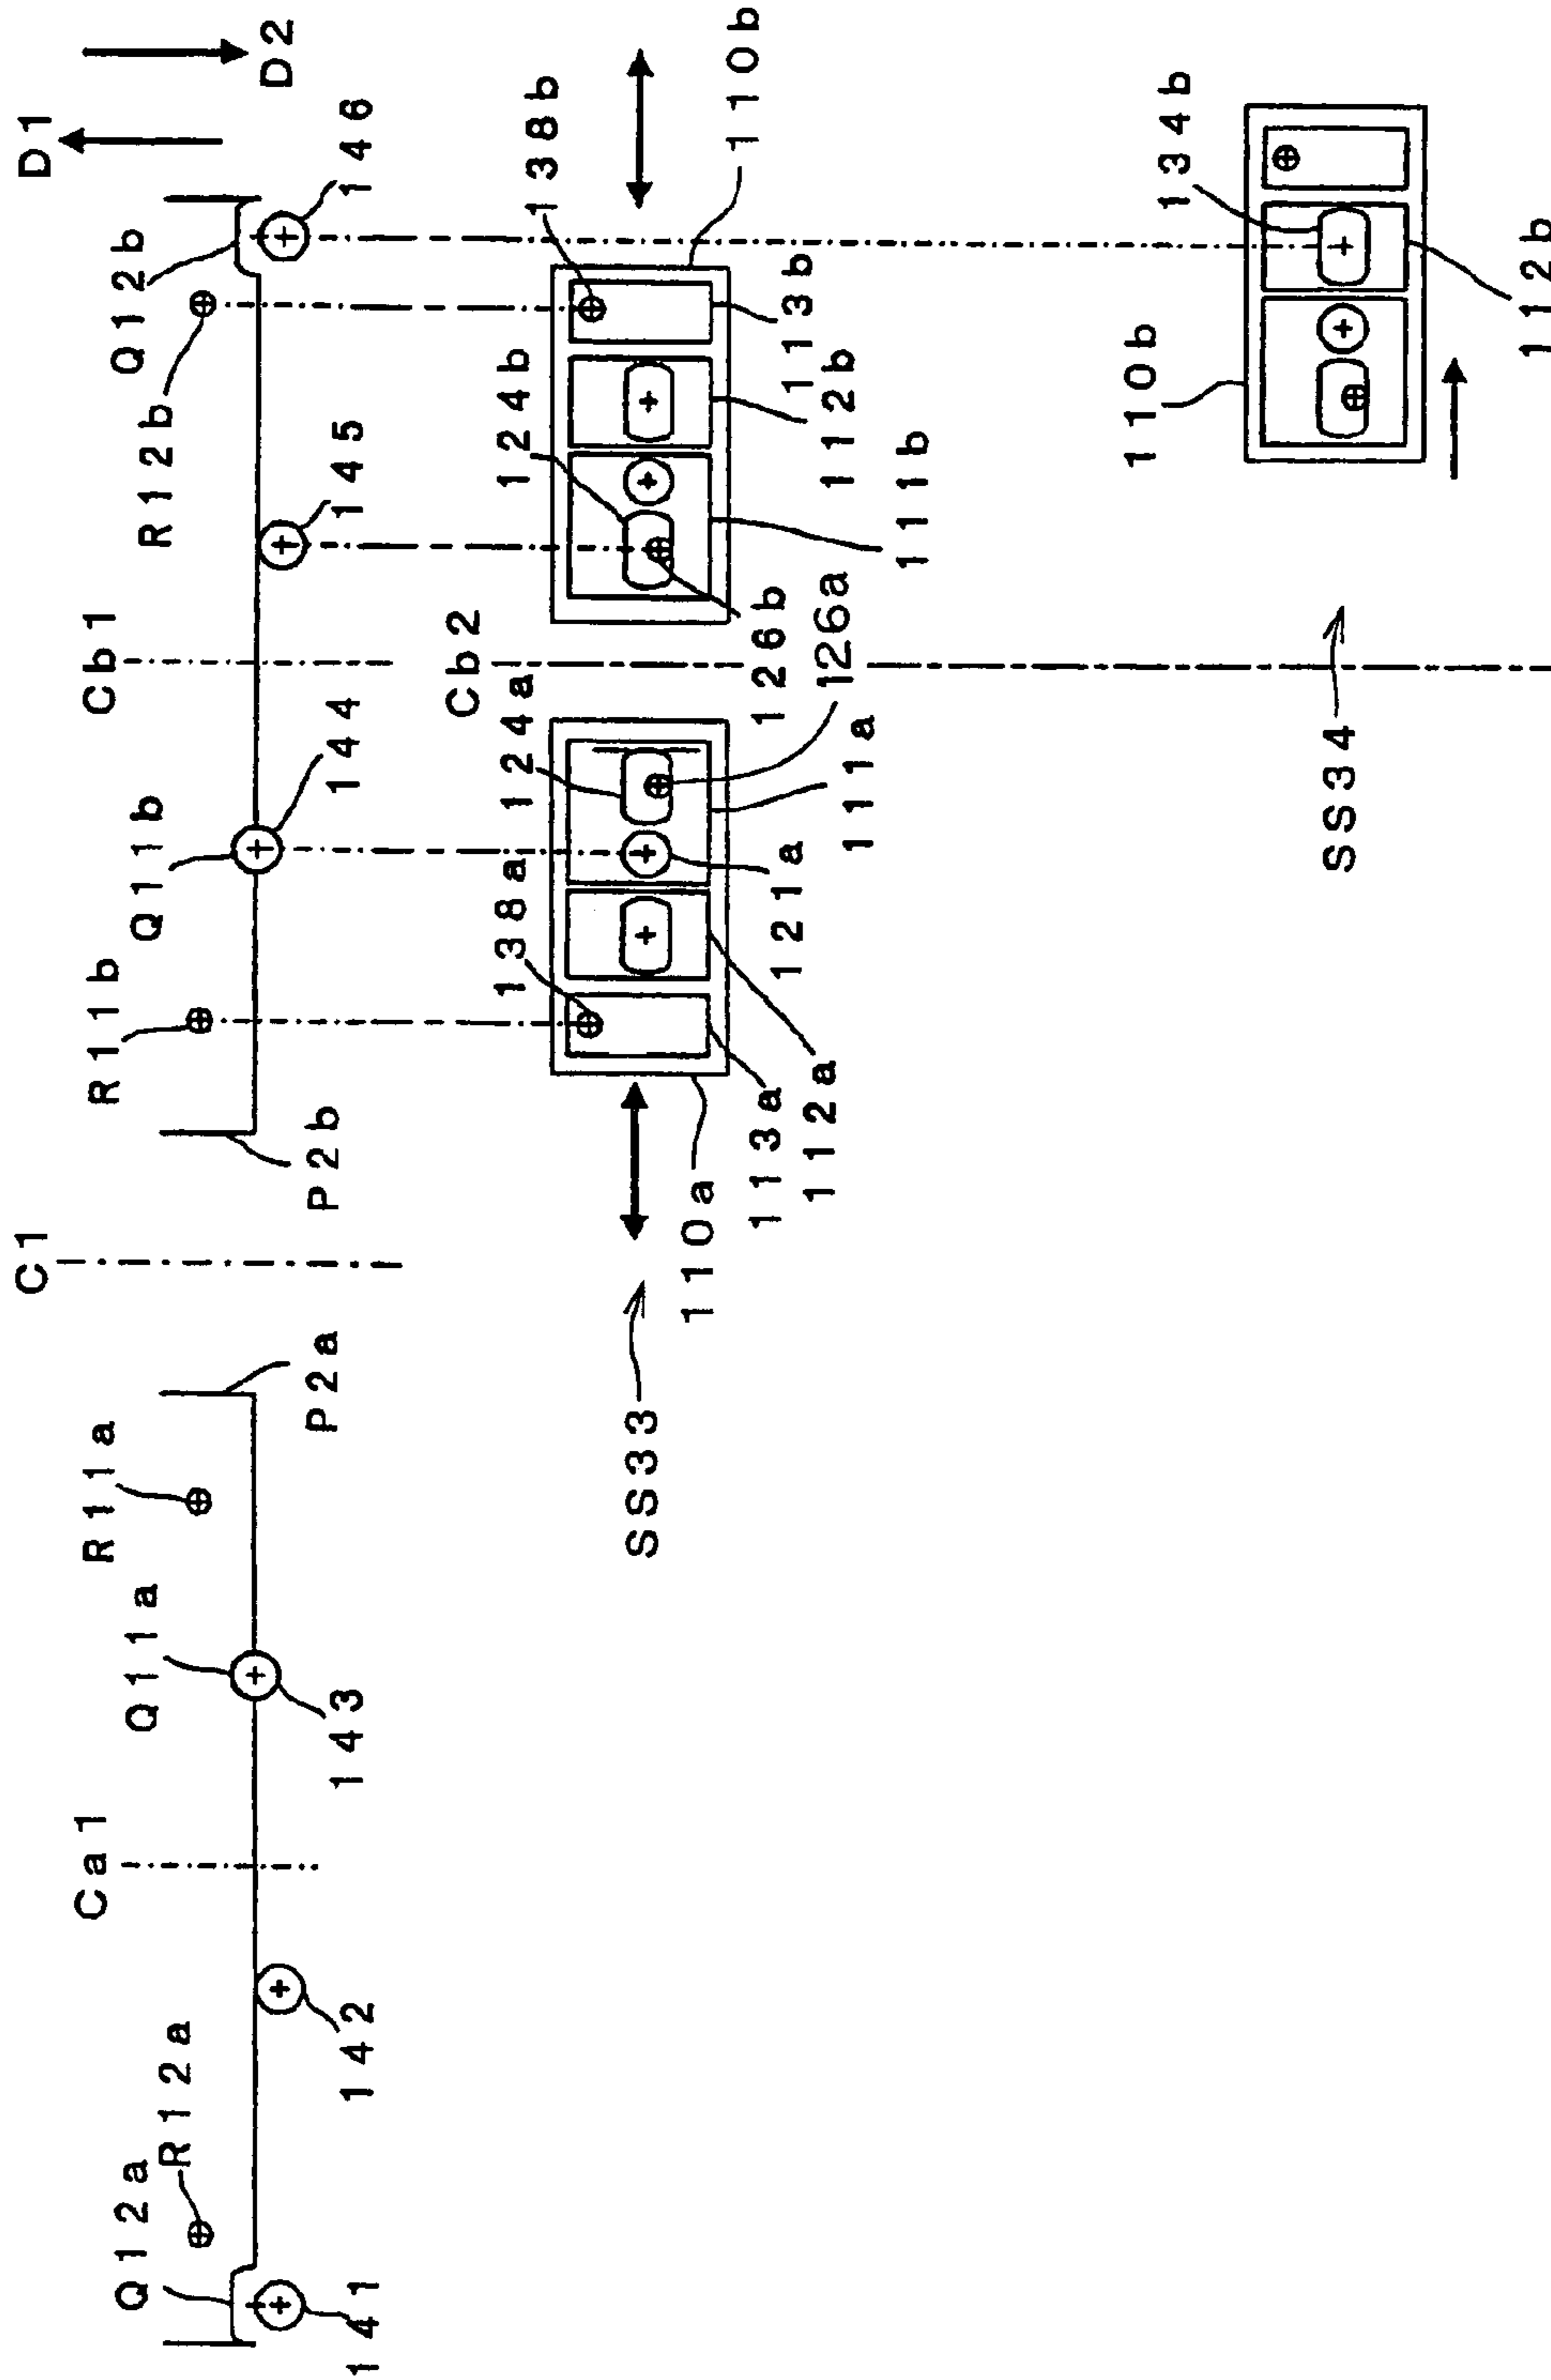 D1
D2
C1
Cb1
Q12b
R12b
Q11b
R11b
146
145
144
P2b
P2a
R11a
Q11a
Ca1
R12a
Q12a
143
142
141
Cb2
138b
124b
124a
138a
110b
113b
112b
111b
126b
126a
111a
121a
112a
113a
110a
SS33
134b
110b
112b
SS34